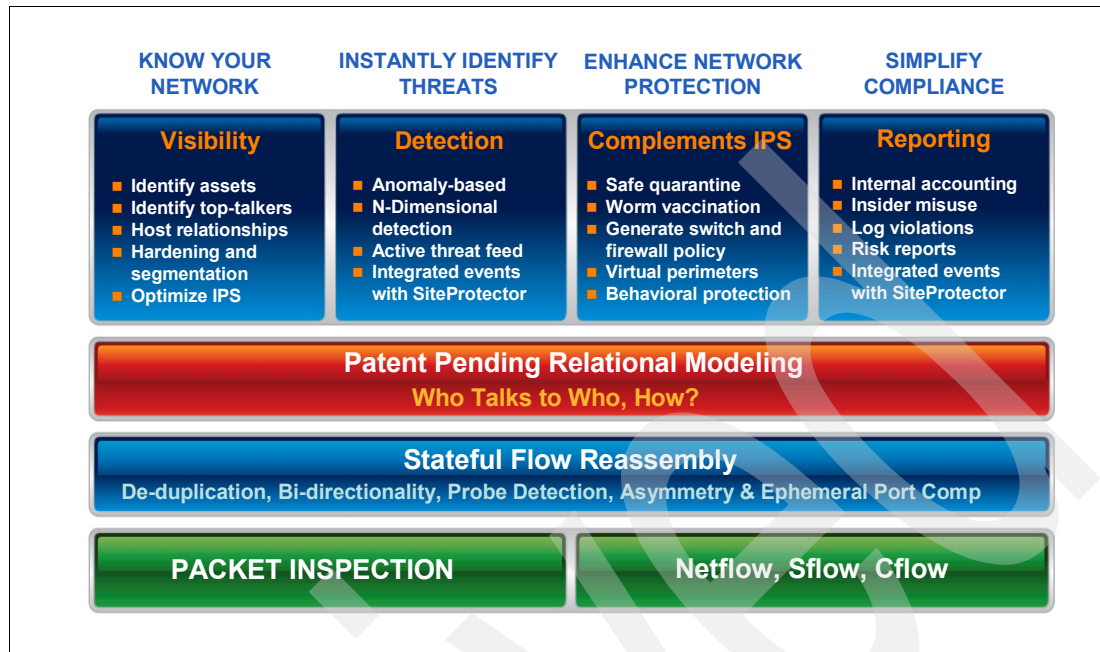 KNOW YOUR
NETWORK
INSTANTLY IDENTIFY
THREATS
ENHANCE NETWORK
PROTECTION
SIMPLIFY
COMPLIANCE
Visibility
Identify assets
Identify top-talkers
Host relationships
Hardening and
segmentation
Optimize IPS
Detection
Anomaly-based
N-Dimensional
detection
Active threat feed
Integrated events
with SiteProtector
Complements IPS
Safe quarantine
Worm vaccination
Generate switch and
firewall policy
Virtual perimeters
Behavioral protection
Reporting
Internal accounting
Insider misuse
Log violations
Risk reports
Integrated events
with SiteProtector
Patent Pending Relational Modeling
Who Talks to Who, How?
Stateful Flow Reassembly
De-duplication, Bi-directionality, Probe Detection, Asymmetry & Ephemeral Port Comp
PACKET INSPECTION
Netflow, Sflow, Cflow